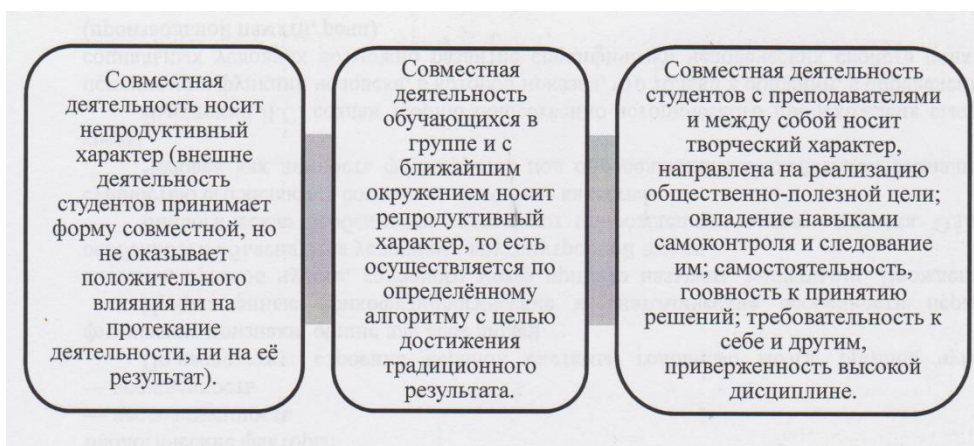 Совместная
деятельность носит
непродуктивный
характер (внешне
деятельность
студентов принимает
форму совместной, но
не оказывает
положительного
влияния ни на
протекание
деятельности ни на её
результат).
Совместная
деятельность
обучающихся в
группе и с
ближайшим
окружением носит
репродуктивный
характер, то есть
осуществляется по
определённому
алгоритму с целью
достижения
традиционного
результата.
Совместная деятельность
студентов с преподавателями
и между собой носит
творческий характер,
направлена на реализацию
общественно-полезной цели;
овладение навыками
самоконтроля и следование
им; самостоятельность,
важность к принятию
решений; требовательность к
себе и другим,
приверженность высокой
дисциплине.